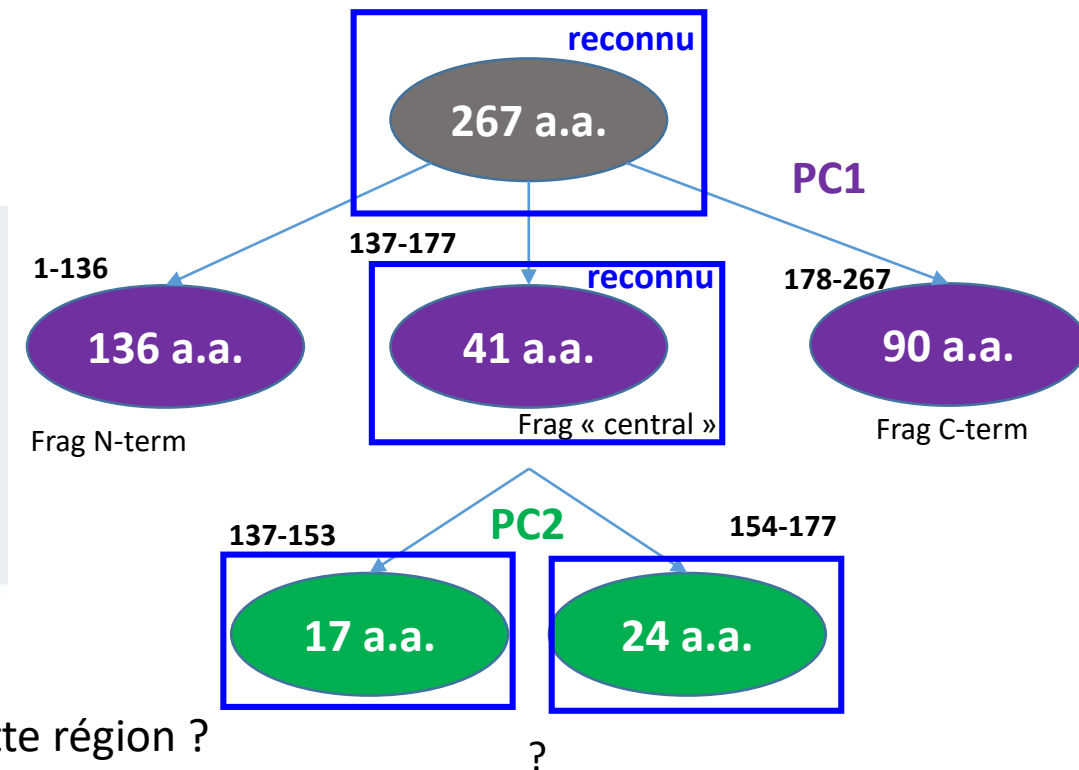 reconnu
267 a.a.
PC1
137-177
1-136
reconnu
178-267
136 a.a.
41 a.a.
90 a.a.
Frag « central »
Frag C-term
Frag N-term
PC2
137-153
154-177
17 a.a.
24 a.a.
région ?
?